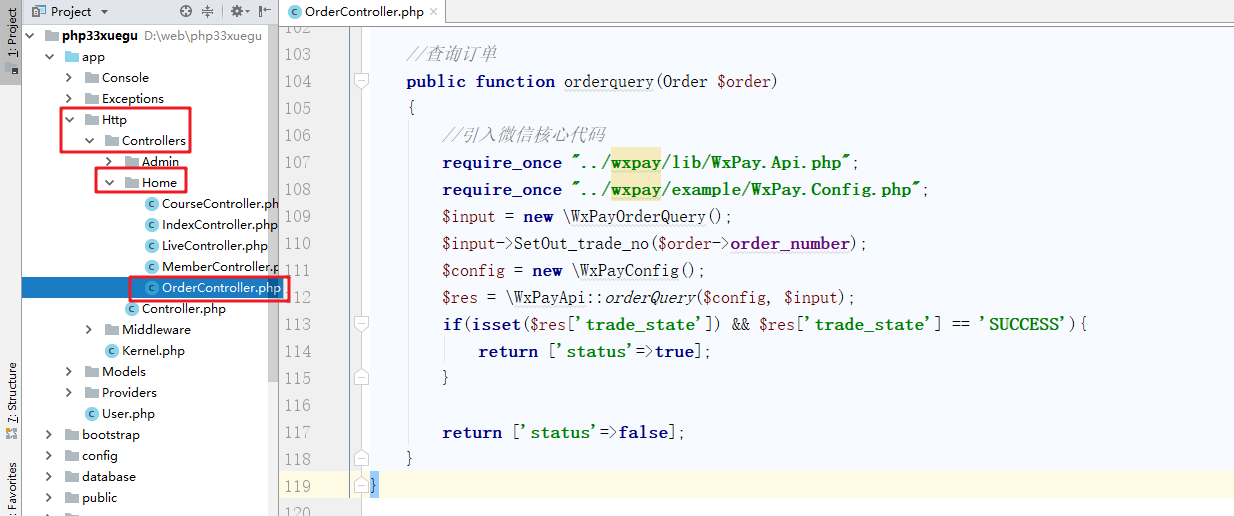 Project
OrderController.php
1: Project
7: Structure
Favorites
php33xuegu D:\web\php33xuegu
app
Console
Exceptions
Http
Controllers
Admin
Home
CourseController.ph
IndexController.php
LiveController.php
MemberController.p
OrderController.php
Controller.php
Middleware
Kernel.php
Models
Providers
User.php
bootstrap
config
database
public
102
103 //查询订单
104 public function orderquery(Order $order)
105 {
106 //引入微信核心代码
107 require_once "../wxpay/lib/WxPay.Api.php";
108 require_once "../wxpay/example/WxPay.Config.php";
109 $input = new \WxPayOrderQuery();
110 $input->SetOut_trade_no($order->order_number);
111 $config = new \WxPayConfig();
112 $res = \WxPayApi::orderQuery($config, $input);
113 if(isset($res['trade_state']) && $res['trade_state'] == 'SUCCESS'){
114 return ['status'=>true];
115 }
116
117 return ['status'=>false];
118 }
119 }
120